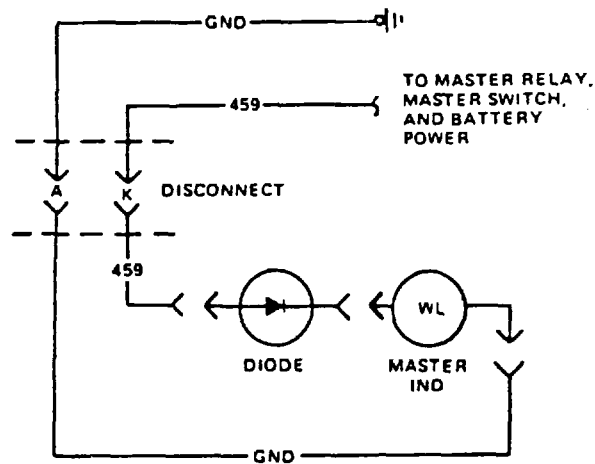 GND
459
TO MASTER RELAY,
MASTER SWITCH,
AND BATTERY
POWER
A
K
DISCONNECT
459
WL
DIODE
MASTER
IND
GND